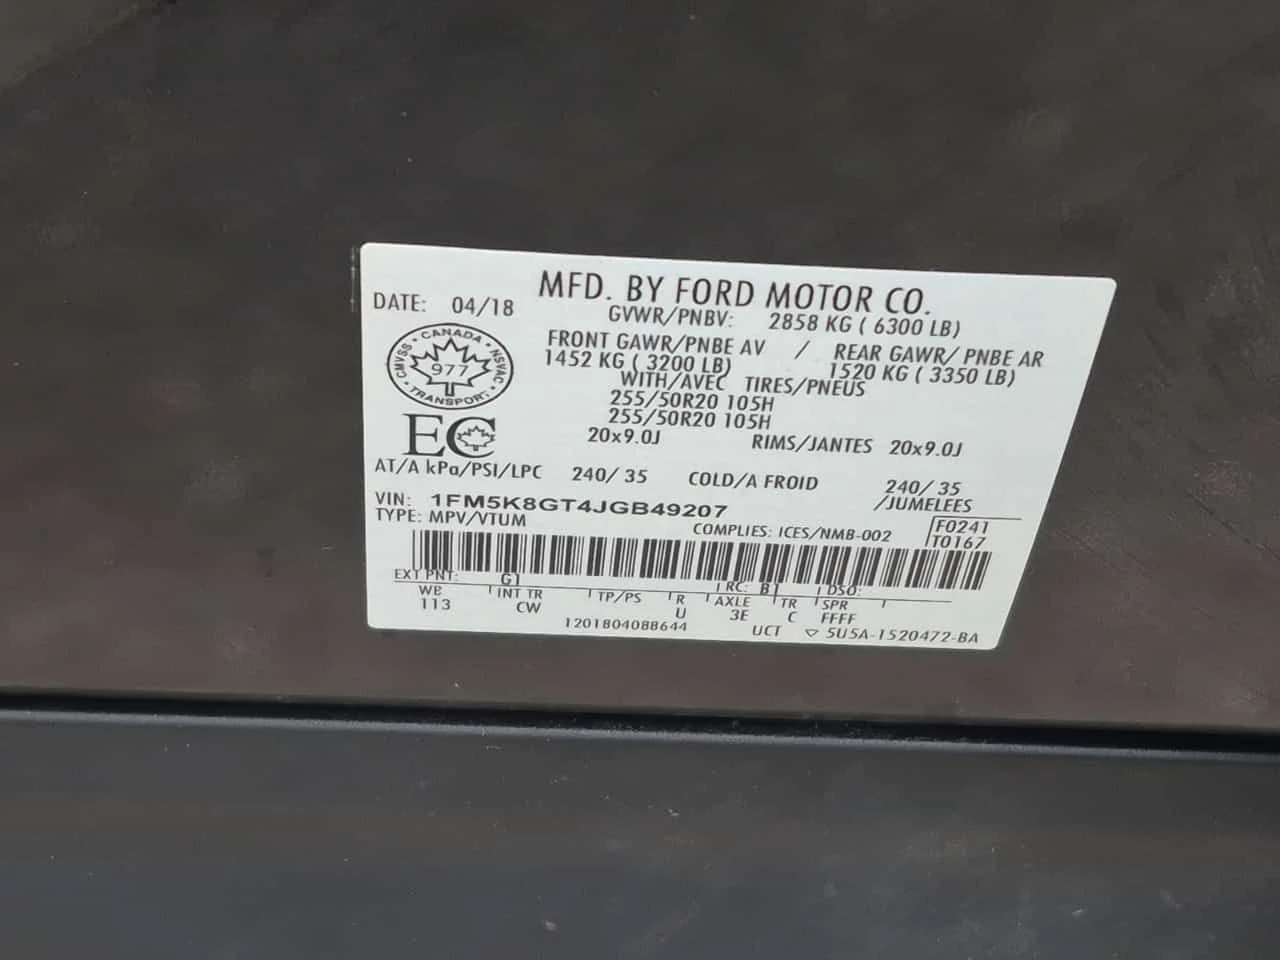 MFD. BY FORD MOTOR CO.
DATE: 04/18
GVWR/PNBV: 2858 KG ( 6300 LB)
FRONT GAWR/PNBE AV / REAR GAWR/ PNBE AR
1452 KG ( 3200 LB) 1520 KG ( 3350 LB)
WITH/AVEC TIRES/PNEUS
255/50R20 105H
255/50R20 105H
20x9.0J RIMS/JANTES 20x9.0J
CANADA
CMVSS NSVAC
977
TRANSPORT
EC
AT/A kPa/PSI/LPC 240/ 35 COLD/A FROID 240/ 35
/JUMELEES
VIN: 1FM5K8GT4JGB49207
TYPE: MPV/VTUM COMPLIES: ICES/NMB-002
F0241
T0167
EXT PNT: G1 RC: B1 DSO:
WB INT TR TP/PS R AXLE TR SPR
113 CW U 3E C FFFF
1201804088644 UCT ▽ 5U5A-1520472-BA